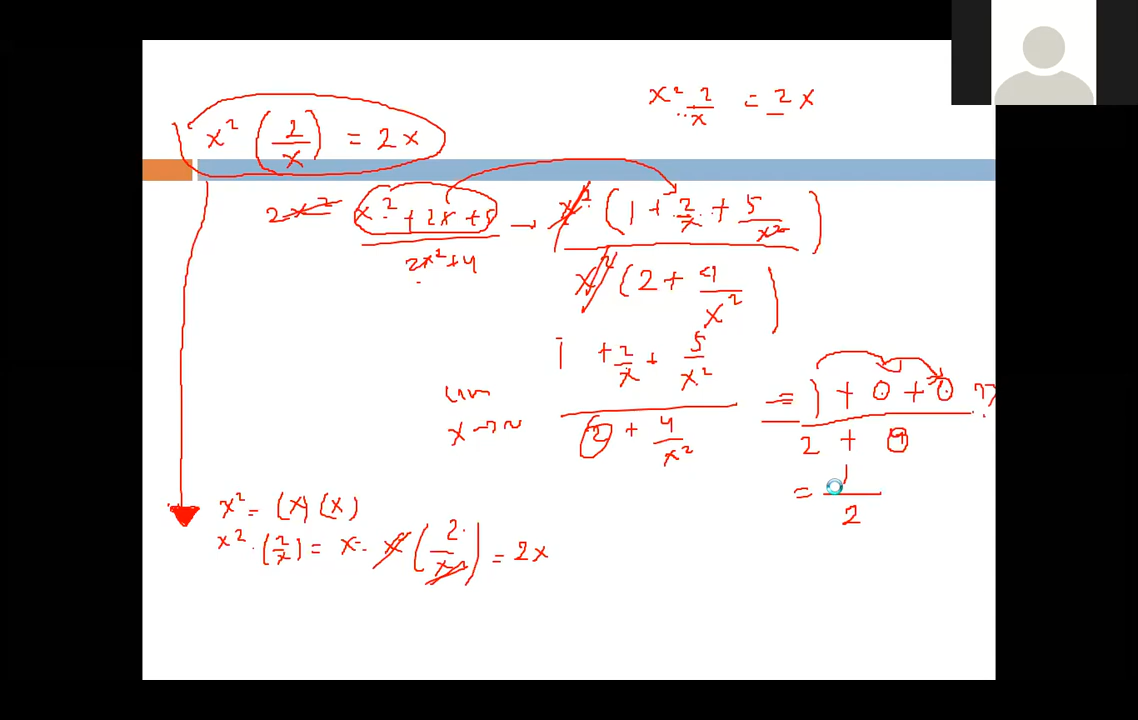 x² 2/x = 2x
x² (2/x) = 2x
2x² (x² + 2x + 5)/(2x² + 4) → x² (1 + 2/x + 5/x²) / x² (2 + 4/x²)
lim x→∞ (1 + 2/x + 5/x²)/(2 + 4/x²) = (1 + 0 + 0)/(2 + 0) ??
= 1/2
x² = (x)(x)
x² · (2/x) = x · x (2/x) = 2x